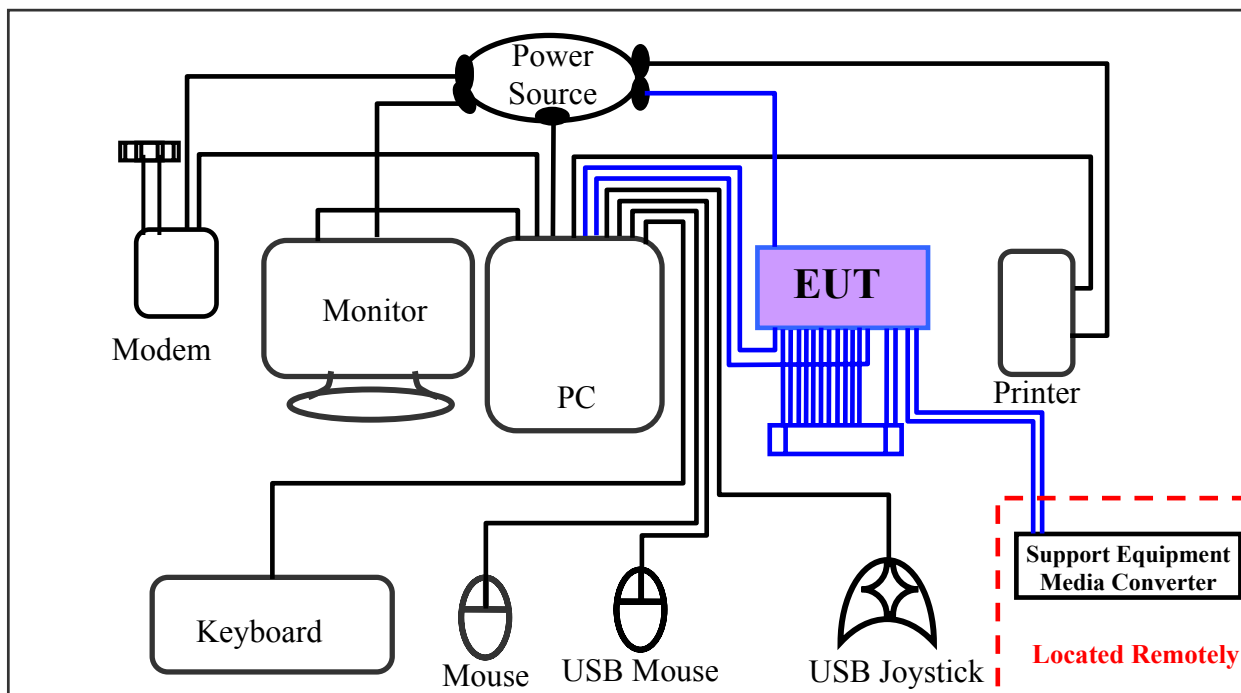 Power
Source
EUT
Monitor
Modem
PC
Printer
Support Equipment
Media Converter
Keyboard
Located Remotely
Mouse
USB Mouse
USB Joystick